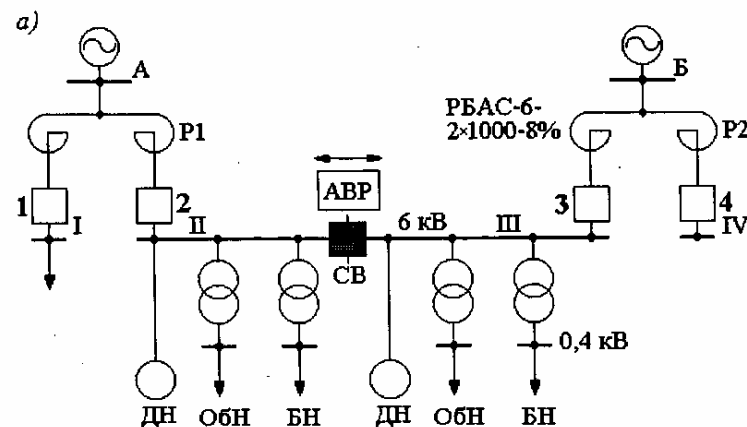 а)
А
Б
Р1
РБАС-6-
2×1000-8%
Р2
АВР
1
I
2
II
6 кВ
III
3
4
IV
СВ
0,4 кВ
ДН
ОбН
БН
ДН
ОбН
БН